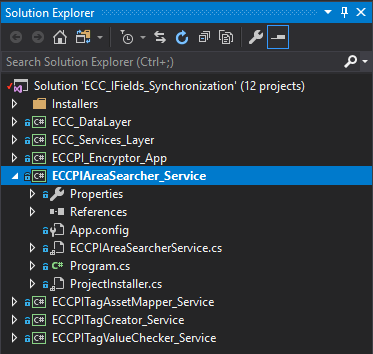 Solution Explorer
Search Solution Explorer (Ctrl+;)
Solution 'ECC_IFields_Synchronization' (12 projects)
Installers
C# ECC_DataLayer
C# ECC_Services_Layer
C# ECCPI_Encryptor_App
C# ECCPIAreaSearcher_Service
Properties
References
App.config
ECCPIAreaSearcherService.cs
C# Program.cs
ProjectInstaller.cs
C# ECCPITagAssetMapper_Service
C# ECCPITagCreator_Service
C# ECCPITagValueChecker_Service